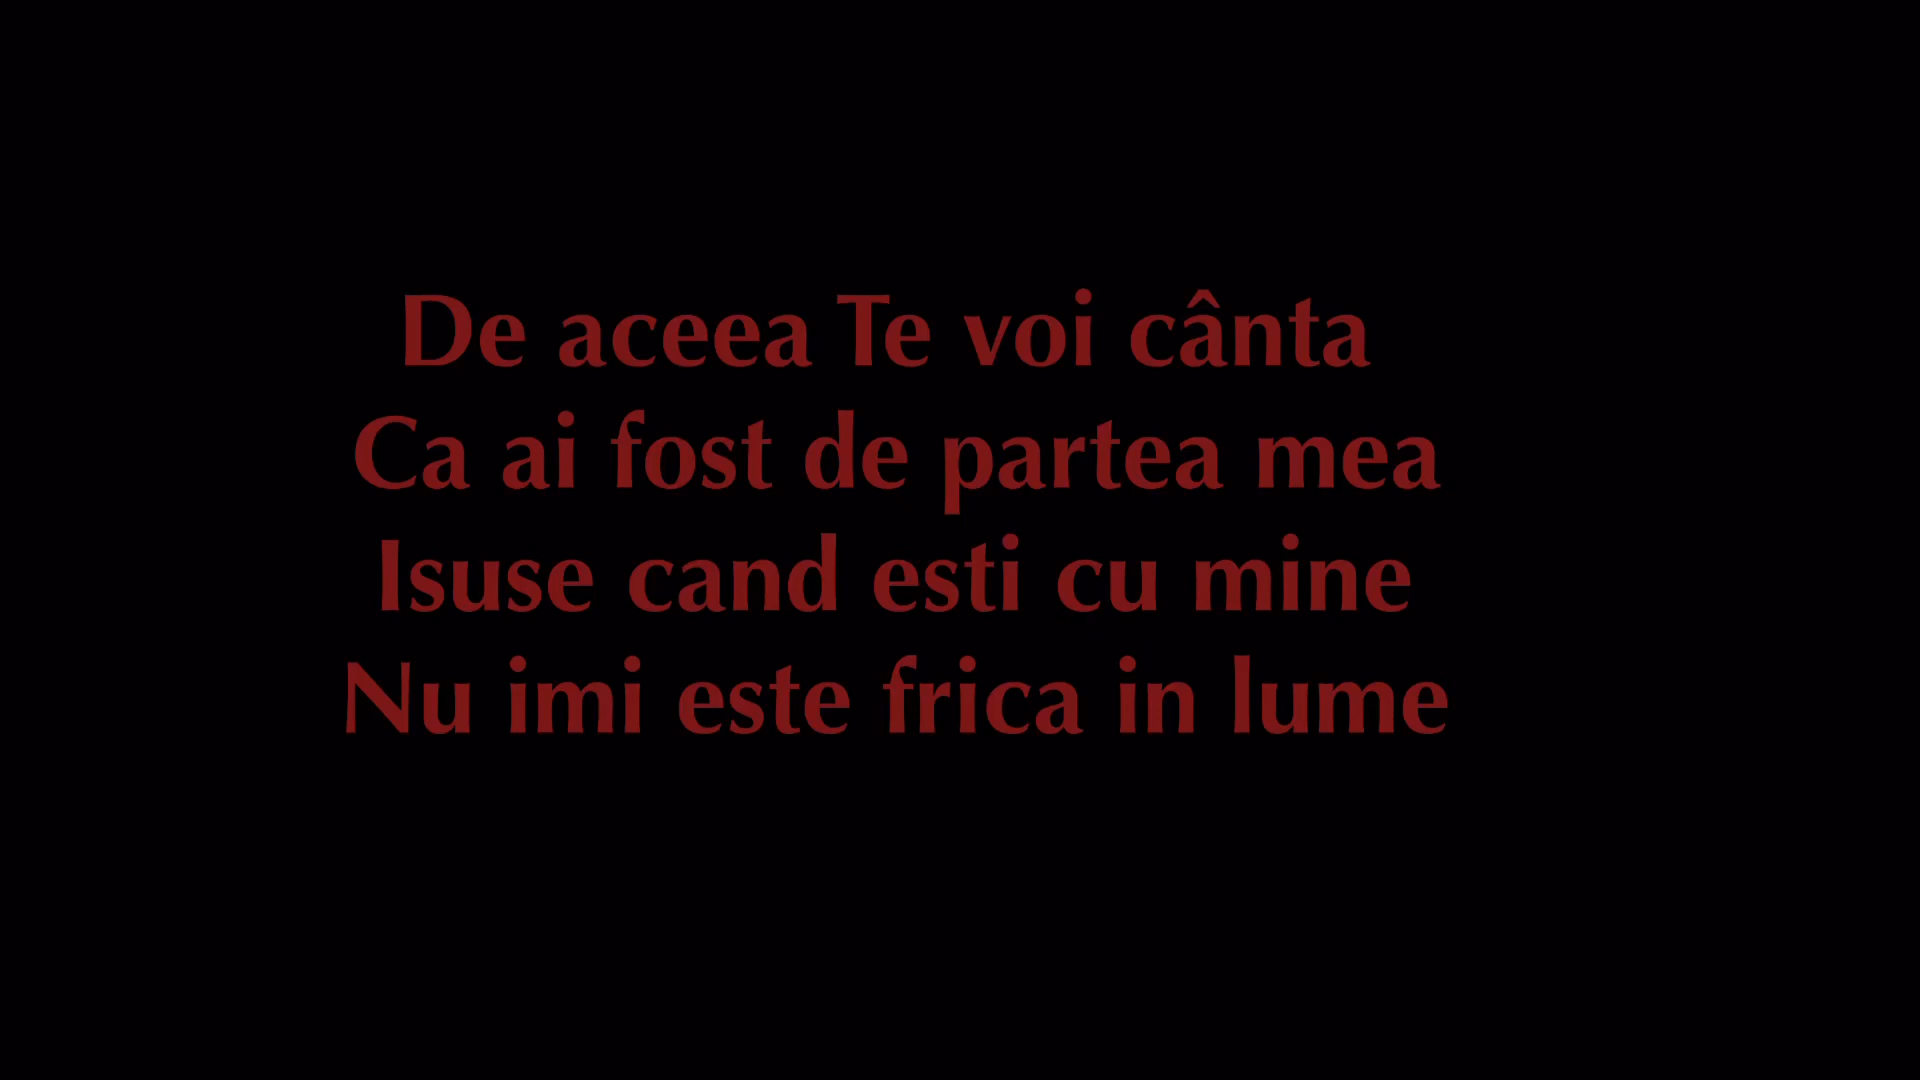 De aceea Te voi cânta
Ca ai fost de partea mea
Isuse cand esti cu mine
Nu imi este frica in lume